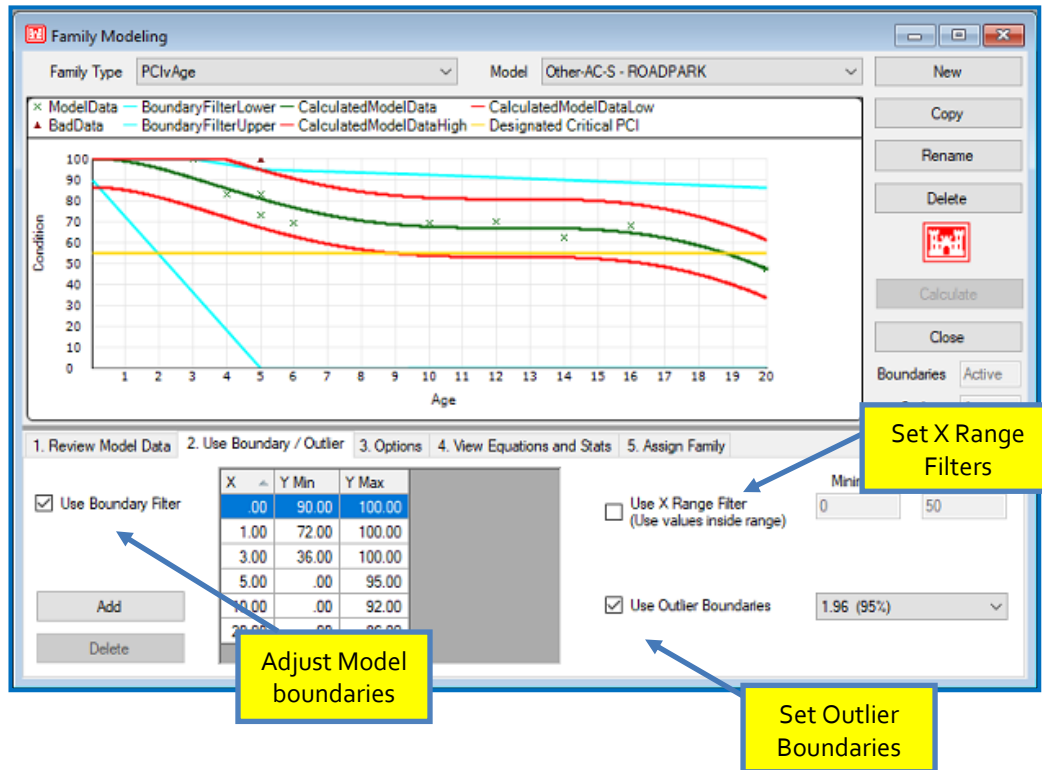 Family Modeling
Family Type PCIvAge Model Other-AC-S - ROADPARK New
ModelData BoundaryFilterLower CalculatedModelData CalculatedModelDataLow
BadData BoundaryFilterUpper CalculatedModelDataHigh Designated Critical PCI
Copy
Rename
Delete
Calculate
Close
Boundaries Active
100
90
80
70
60
50
40
30
20
10
0
Condition
1 2 3 4 5 6 7 8 9 10 11 12 13 14 15 16 17 18 19 20
Age
1. Review Model Data 2. Use Boundary / Outlier 3. Options 4. View Equations and Stats 5. Assign Family
Set X Range
Filters
Use Boundary Filter
X Y Min Y Max
.00 90.00 100.00
1.00 72.00 100.00
3.00 36.00 100.00
5.00 .00 95.00
10.00 .00 92.00
Add
Delete
Use X Range Filter
(Use values inside range)
0 50
Use Outlier Boundaries 1.96 (95%)
Adjust Model
boundaries
Set Outlier
Boundaries